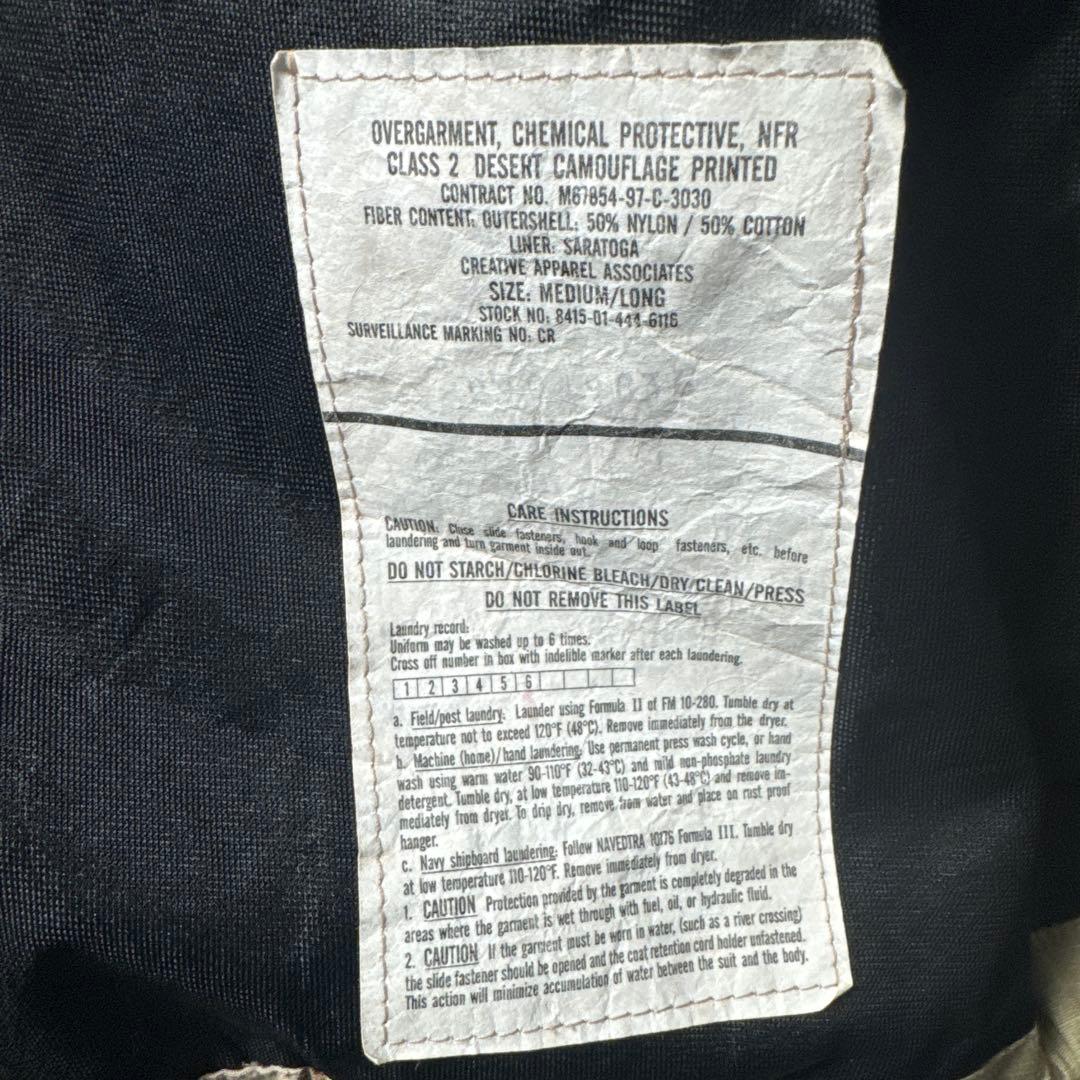 OVERGARMENT, CHEMICAL PROTECTIVE, NFR
CLASS 2 DESERT CAMOUFLAGE PRINTED
CONTRACT NO. M67854-97-C-3030
FIBER CONTENT: OUTERSHELL: 50% NYLON / 50% COTTON
LINER: SARATOGA
CREATIVE APPAREL ASSOCIATES
SIZE: MEDIUM/LONG
STOCK NO: 8415-01-444-6116
SURVEILLANCE MARKING NO: CR
CARE INSTRUCTIONS
CAUTION: Close slide fasteners, hook and loop fasteners, etc. before
laundering and turn garment inside out.
DO NOT STARCH/CHLORINE BLEACH/DRY/CLEAN/PRESS
DO NOT REMOVE THIS LABEL
Laundry record:
Uniform may be washed up to 6 times.
Cross off number in box with indelible marker after each laundering.
1 2 3 4 5 6
a. Field/post laundry: Launder using Formula II of FM 10-280. Tumble dry at
temperature not to exceed 120°F (48°C). Remove immediately from the dryer.
b. Machine (home)/hand laundering: Use permanent press wash cycle, or hand
wash using warm water 90-110°F (32-43°C) and mild non-phosphate laundry
detergent. Tumble dry, at low temperature 110-120°F (43-48°C) and remove im-
mediately from dryer. To drip dry, remove from water and place on rust proof
hanger.
c. Navy shipboard laundering: Follow NAVEDTRA 10176 Formula III. Tumble dry
at low temperature 110-120°F. Remove immediately from dryer.
1. CAUTION Protection provided by the garment is completely degraded in the
areas where the garment is wet through with fuel, oil, or hydraulic fluid.
2. CAUTION If the garment must be worn in water, (such as a river crossing)
the slide fastener should be opened and the coat retention cord holder unfastened.
This action will minimize accumulation of water between the suit and the body.